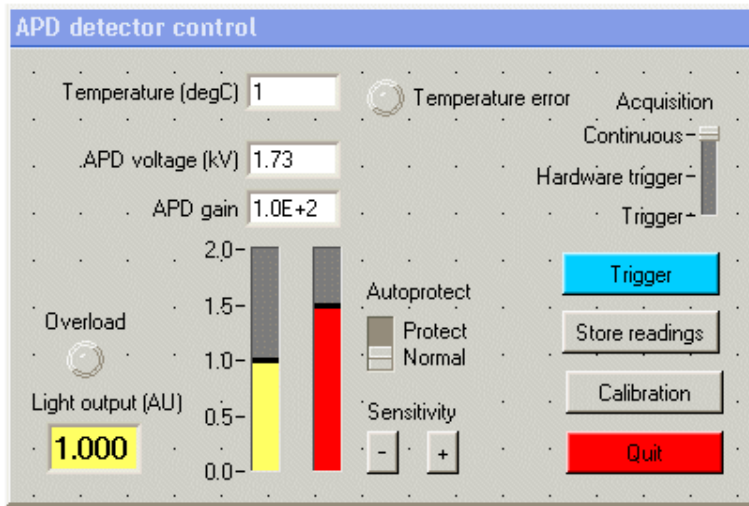 APD detector control
Temperature (degC) 1
Temperature error
Acquisition
Continuous
Hardware trigger
Trigger
APD voltage (kV) 1.73
APD gain 1.0E+2
2.0
1.5
1.0
0.5
0.0
Overload
Light output (AU)
1.000
Autoprotect
Protect
Normal
Sensitivity
- +
Trigger
Store readings
Calibration
Quit